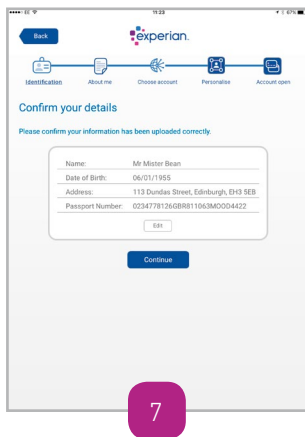 EE 11:23 67%
Back
experian.
Identification About me Choose account Personalise Account open
Confirm your details
Please confirm your information has been uploaded correctly.
Name: Mr Mister Bean
Date of Birth: 06/01/1955
Address: 113 Dundas Street, Edinburgh, EH3 5EB
Passport Number: 0234778126GBR811063MOOD4422
Edit
Continue
7